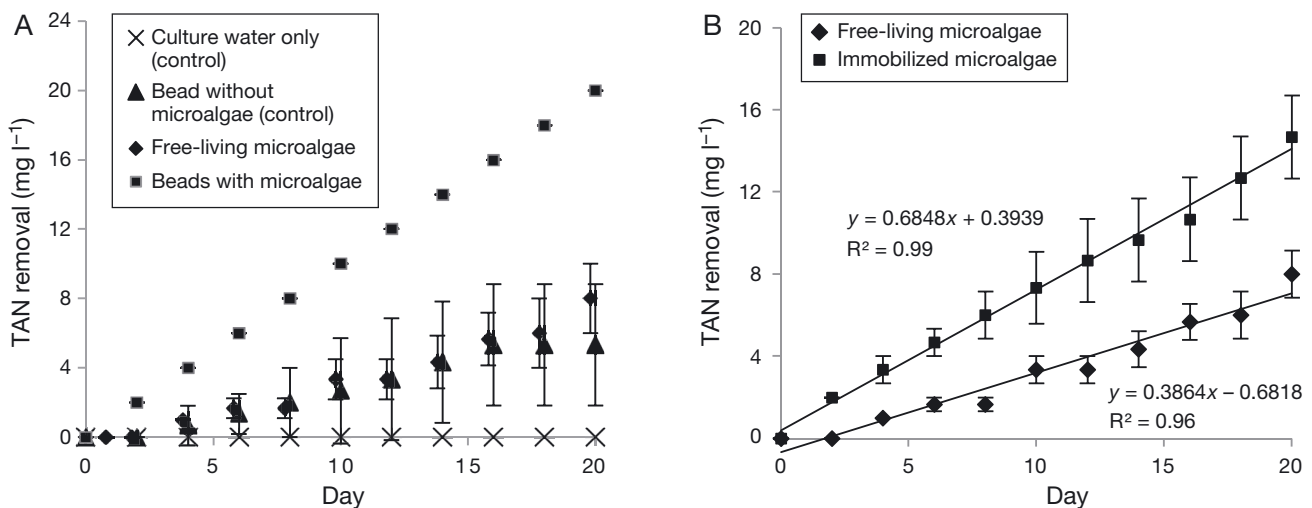 A
TAN removal (mg l⁻¹)
24
20
16
12
8
4
0
0 5 10 15 20
Day
Culture water only
(control)
Bead without
microalgae (control)
Free-living microalgae
Beads with microalgae
B
TAN removal (mg l⁻¹)
20
16
12
8
4
0
0 5 10 15 20
Day
Free-living microalgae
Immobilized microalgae
y = 0.6848x + 0.3939
R² = 0.99
y = 0.3864x – 0.6818
R² = 0.96